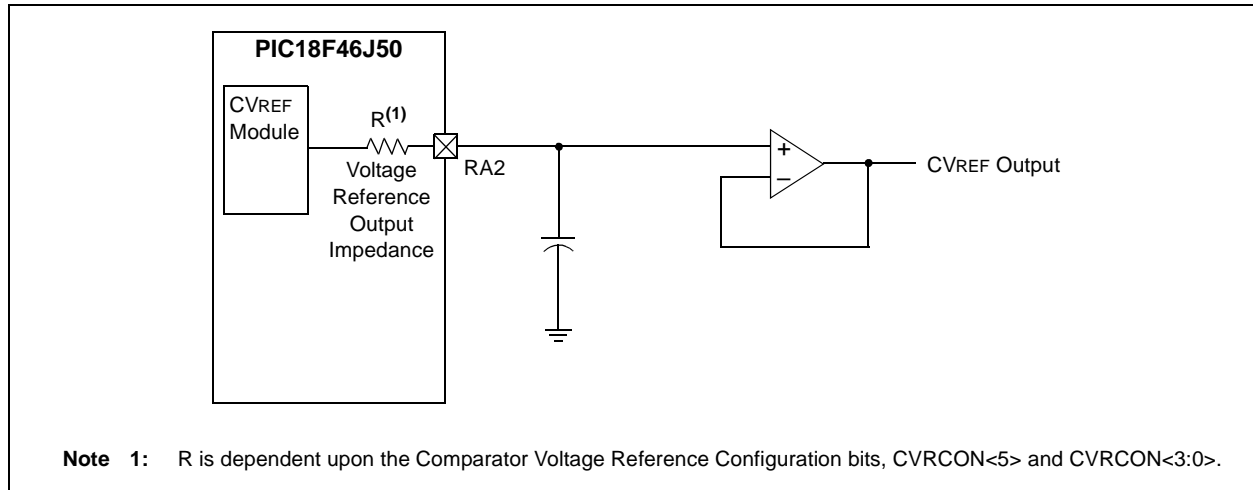 PIC18F46J50
CVREF
Module
R(1)
Voltage
Reference
Output
Impedance
RA2
+
–
CVREF Output
Note 1: R is dependent upon the Comparator Voltage Reference Configuration bits, CVRCON<5> and CVRCON<3:0>.